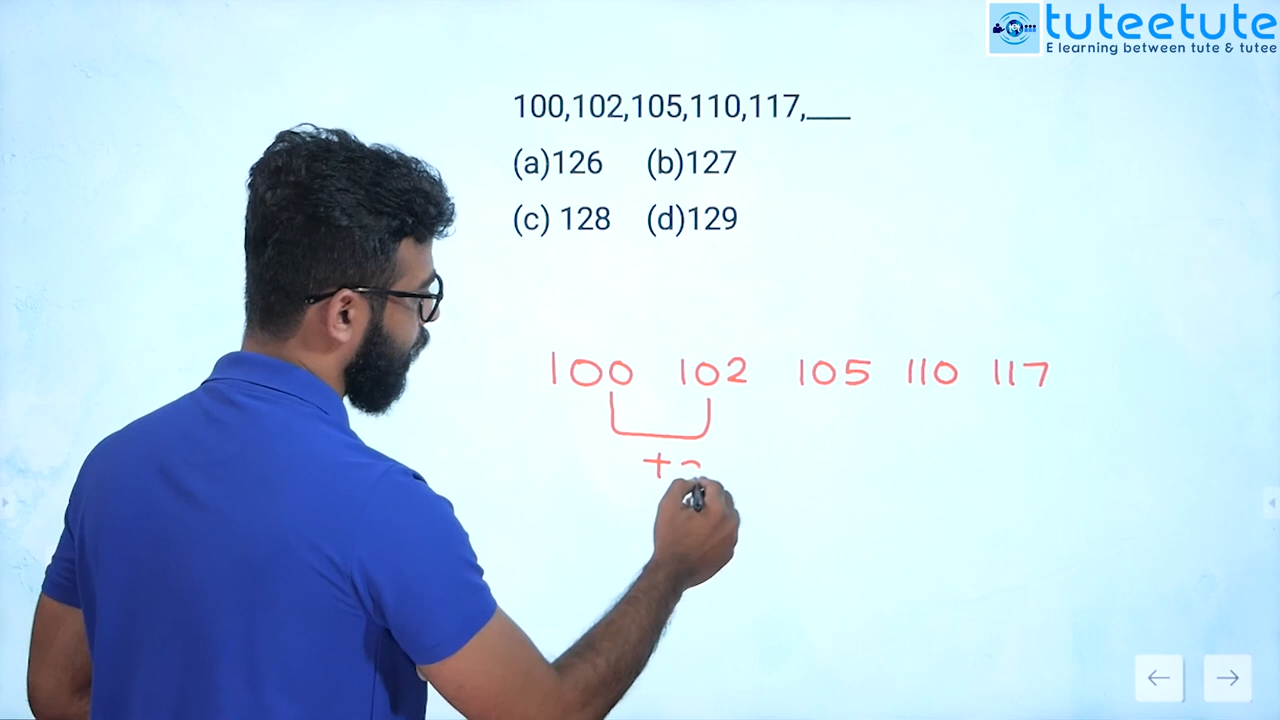 tuteetute
E learning between tute & tutee
100,102,105,110,117,___
(a)126 (b)127
(c) 128 (d)129
100 102 105 110 117
+